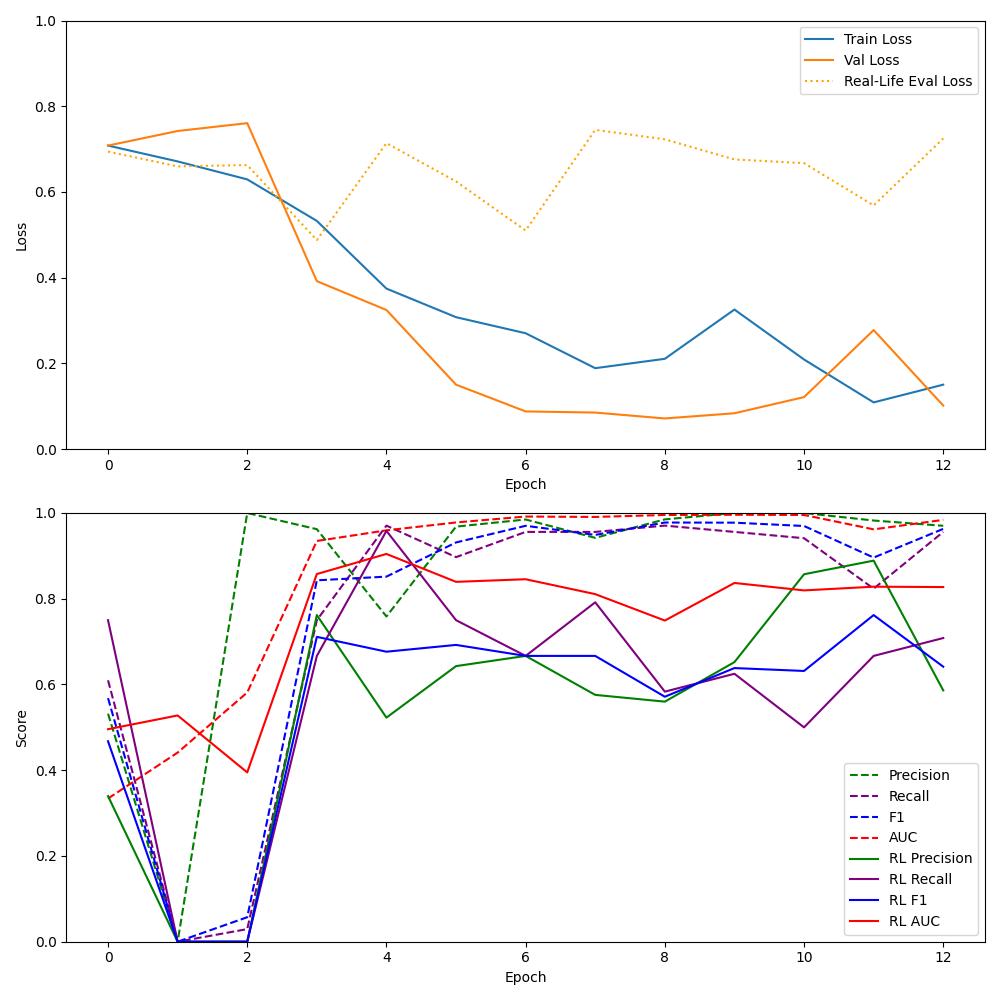 1.0
0.8
0.6
0.4
0.2
0.0
Loss
0 2 4 6 8 10 12
Epoch
Train Loss
Val Loss
Real-Life Eval Loss
1.0
0.8
0.6
0.4
0.2
0.0
Score
0 2 4 6 8 10 12
Epoch
Precision
Recall
F1
AUC
RL Precision
RL Recall
RL F1
RL AUC